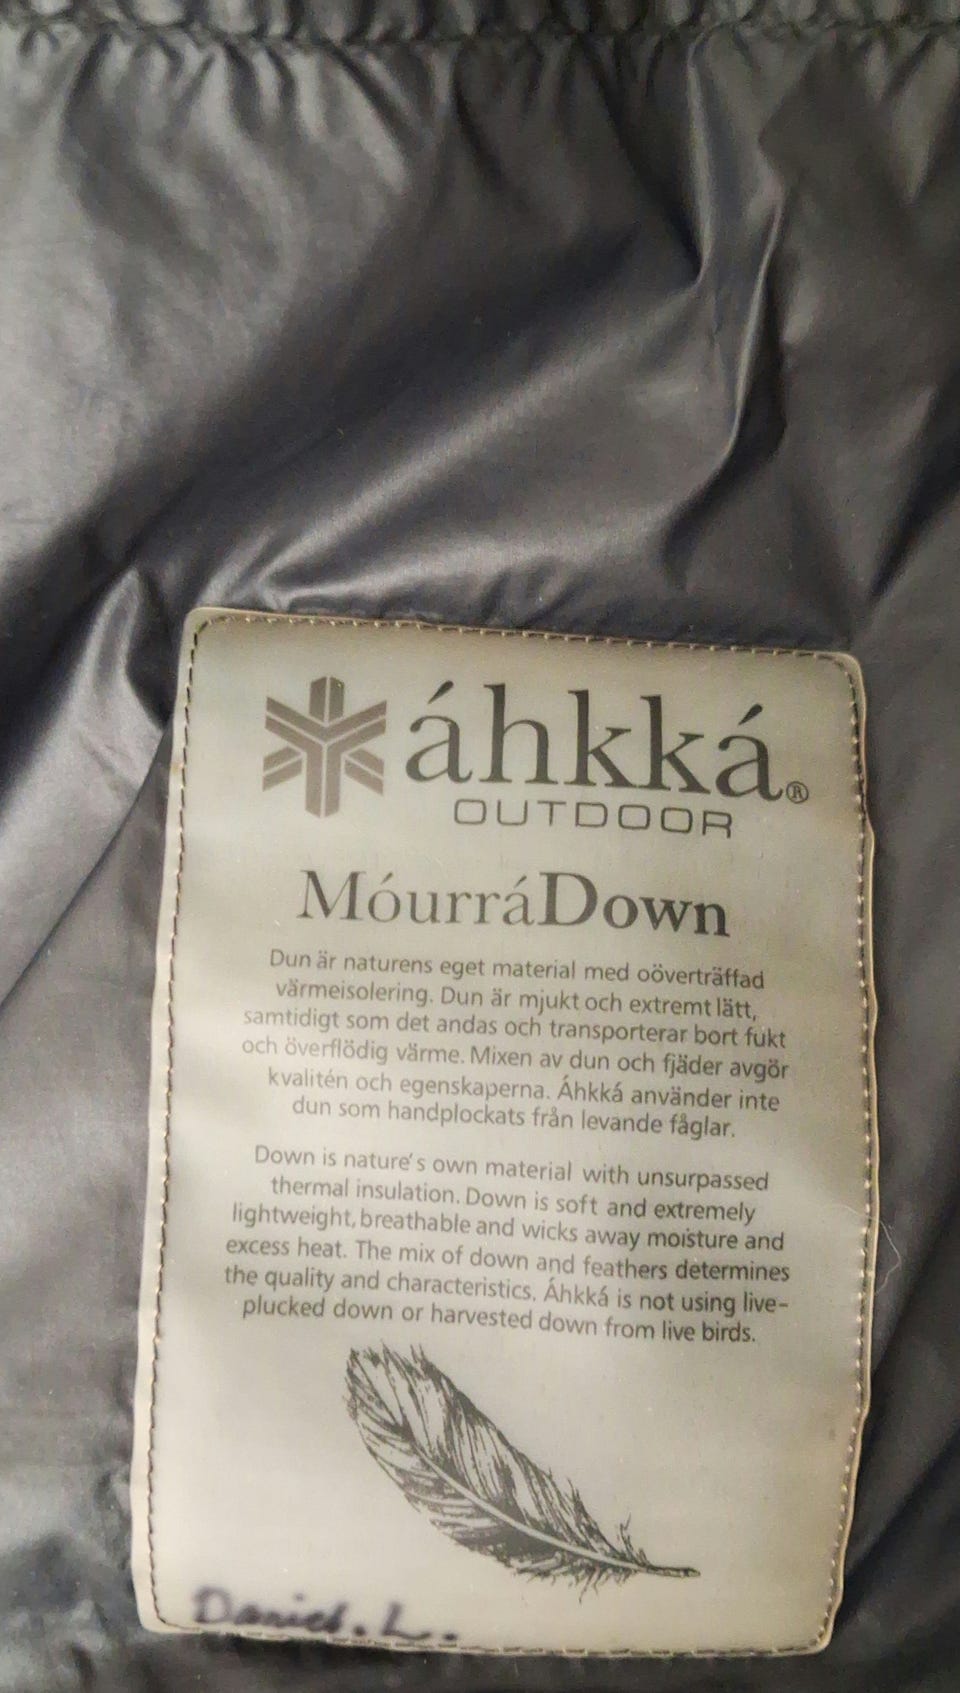 áhkká®
OUTDOOR
MóurráDown
Dun är naturens eget material med oöverträffad
värmeisolering. Dun är mjukt och extremt lätt,
samtidigt som det andas och transporterar bort fukt
och överflödig värme. Mixen av dun och fjäder avgör
kvalitén och egenskaperna. Áhkká använder inte
dun som handplockats från levande fåglar.
Down is nature's own material with unsurpassed
thermal insulation. Down is soft and extremely
lightweight, breathable and wicks away moisture and
excess heat. The mix of down and feathers determines
the quality and characteristics. Áhkká is not using live-
plucked down or harvested down from live birds.
Daniel. L.